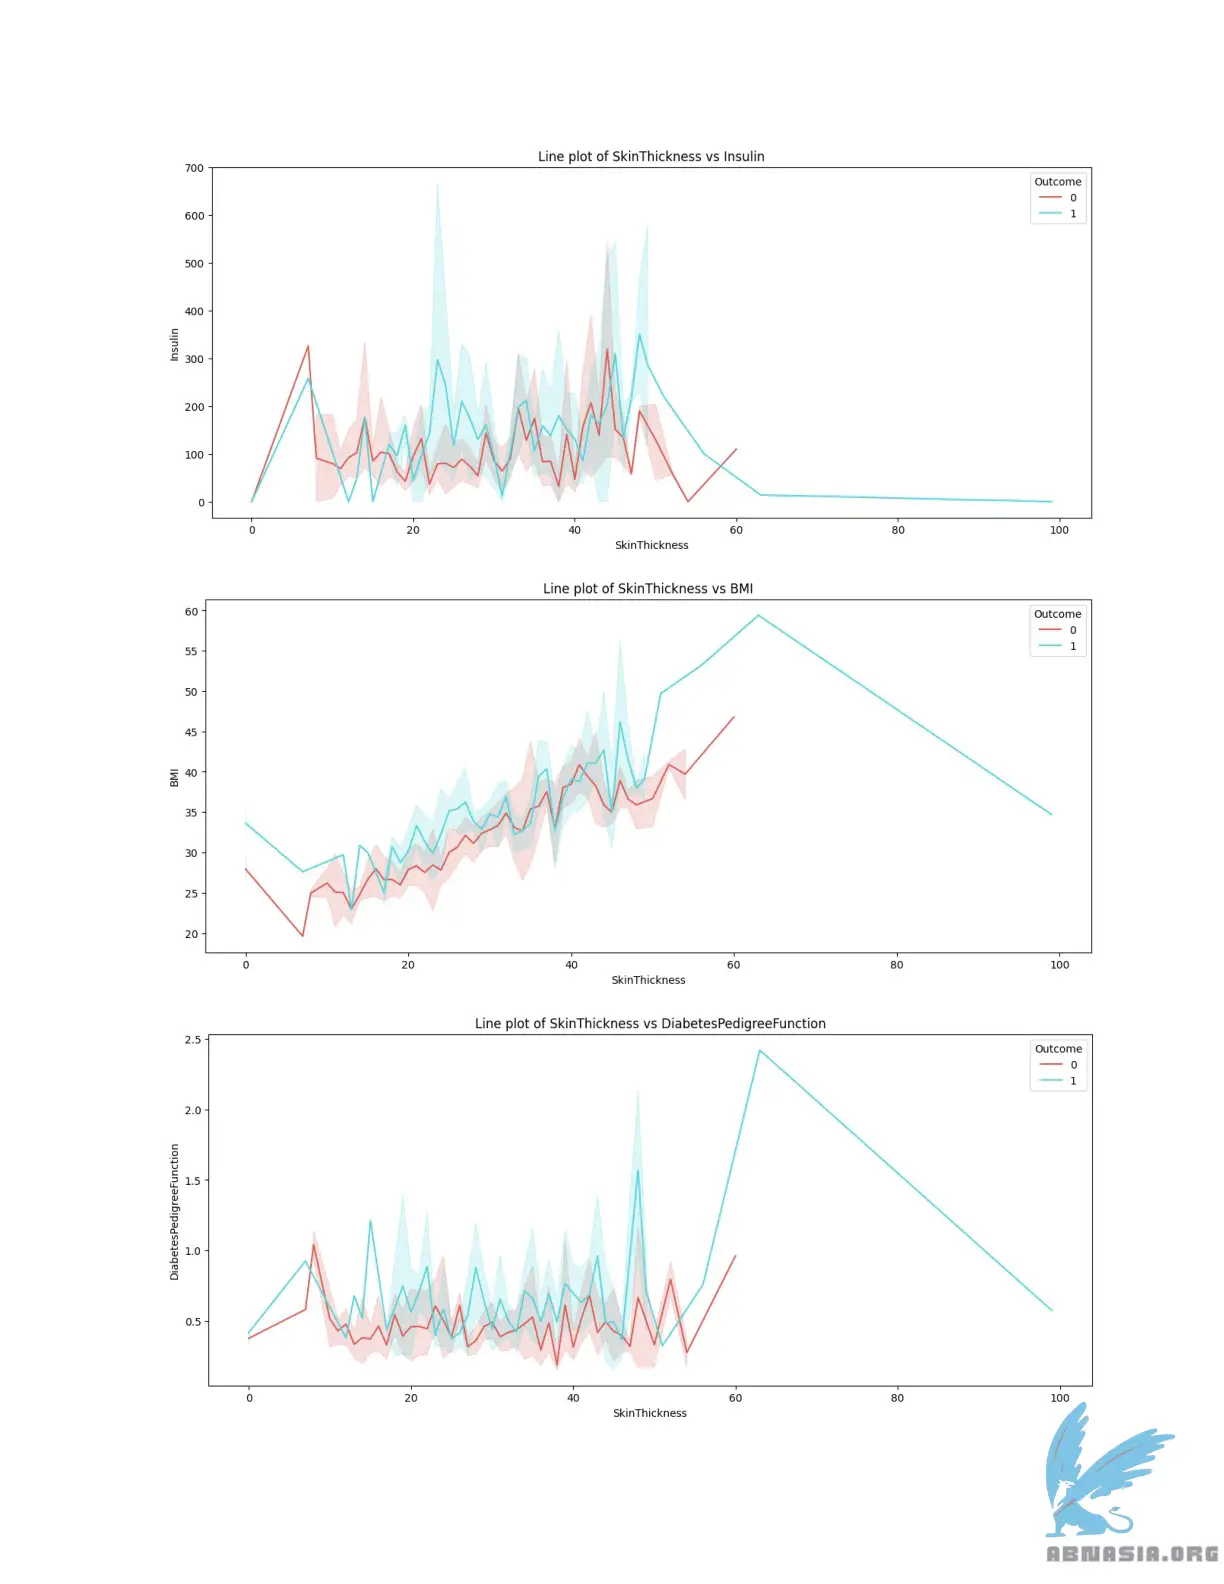 Line plot of SkinThickness vs Insulin
700
600
500
400
300
200
100
0
Insulin
Outcome
0
1
0 20 40 60 80 100
SkinThickness
Line plot of SkinThickness vs BMI
60
55
50
45
40
35
30
25
20
BMI
Outcome
0
1
0 20 40 60 80 100
SkinThickness
Line plot of SkinThickness vs DiabetesPedigreeFunction
2.5
2.0
1.5
1.0
0.5
DiabetesPedigreeFunction
Outcome
0
1
0 20 40 60 80 100
SkinThickness
ABNASIA.ORG